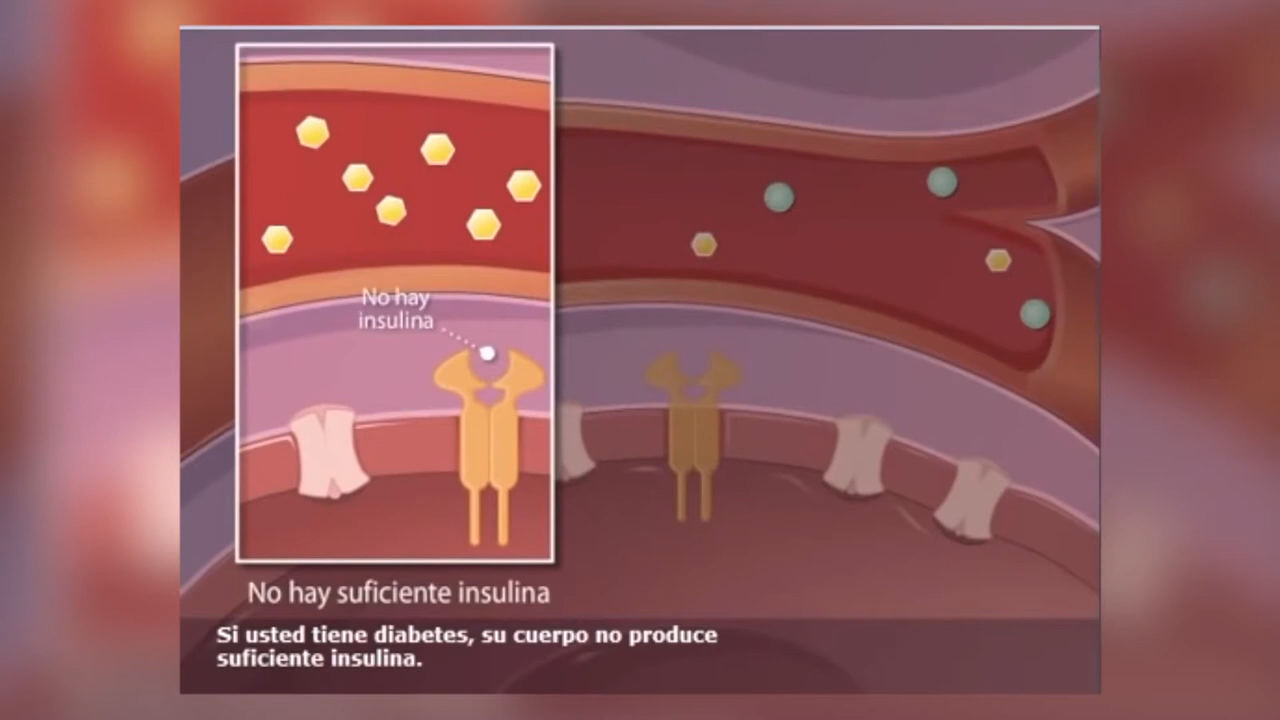 No hay
insulina
No hay suficiente insulina
Si usted tiene diabetes, su cuerpo no produce
suficiente insulina.